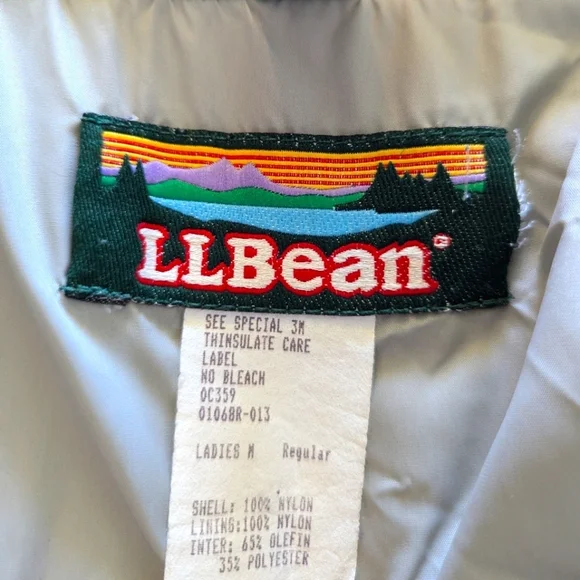 LLBean®
SEE SPECIAL 3M
THINSULATE CARE
LABEL
NO BLEACH
OC359
0106BR-013
LADIES M Regular
SHELL: 100% NYLON
LINING:100% NYLON
INTER: 65% OLEFIN
35% POLYESTER